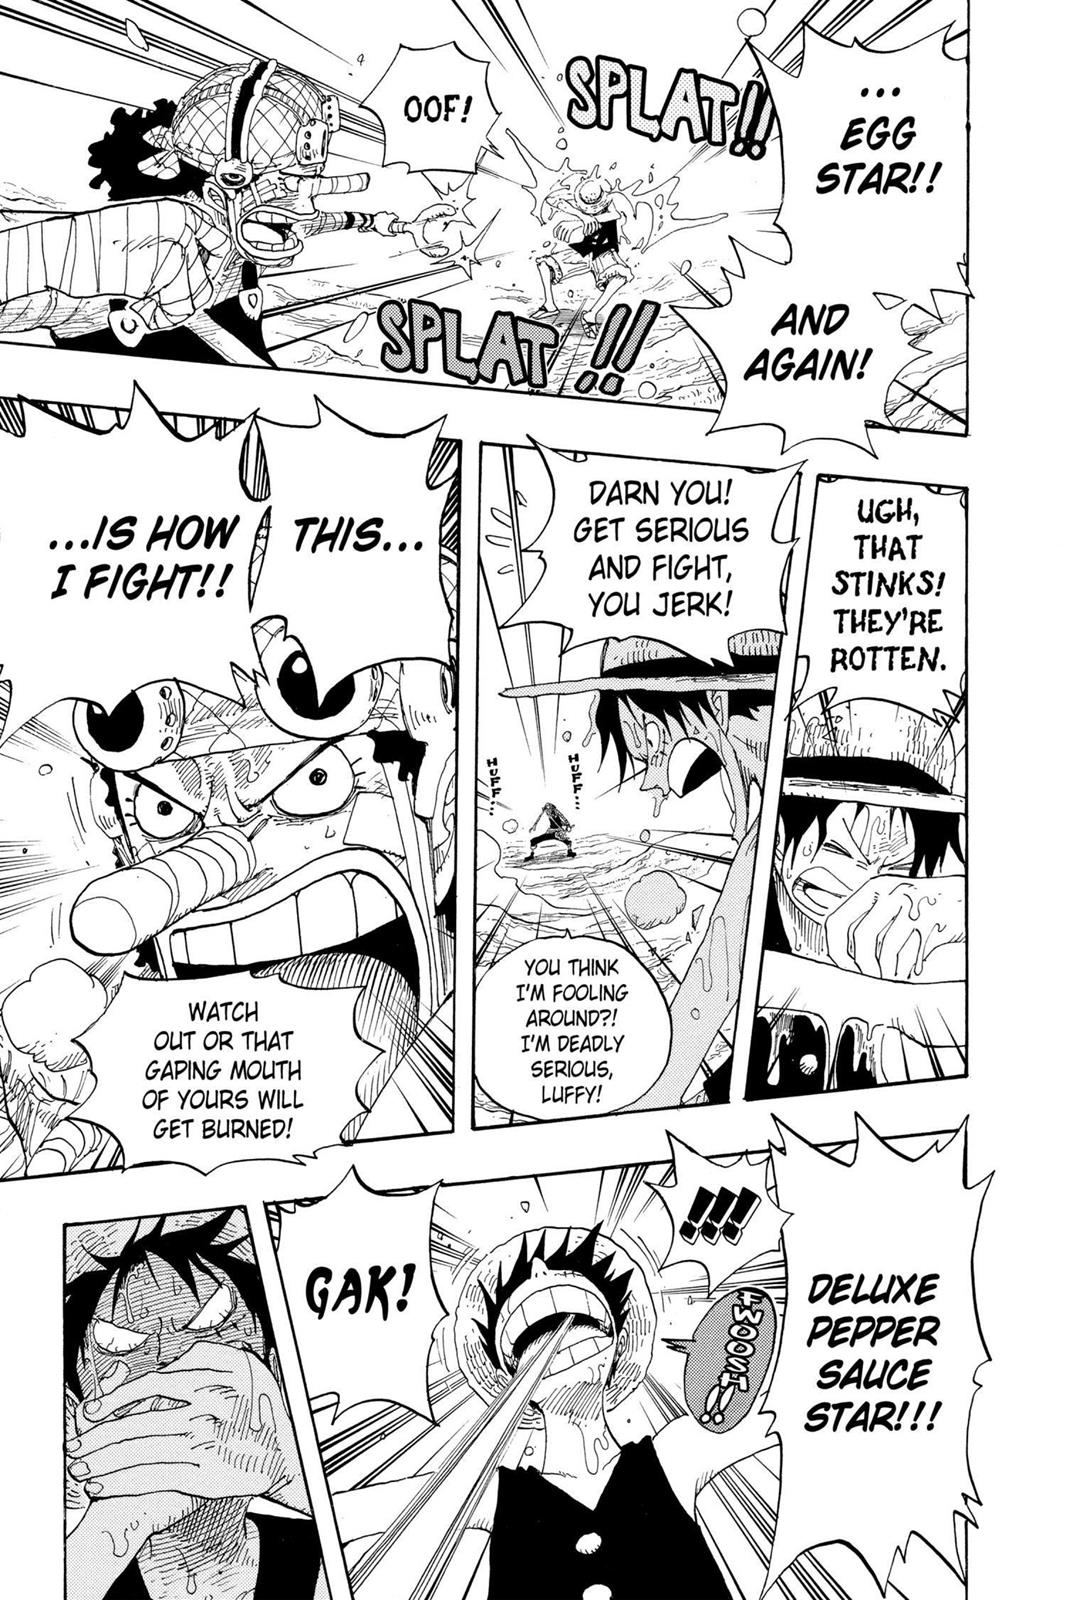 ...
EGG
STAR!!
AND
AGAIN!
SPLAT!!
OOF!
SPLAT!!
UGH,
THAT
STINKS!
THEY'RE
ROTTEN.
DARN YOU!
GET SERIOUS
AND FIGHT,
YOU JERK!
HUFF...
HUFF...
YOU THINK
I'M FOOLING
AROUND?!
I'M DEADLY
SERIOUS,
LUFFY!
THIS...
...IS HOW
I FIGHT!!
WATCH
OUT OR THAT
GAPING MOUTH
OF YOURS WILL
GET BURNED!
DELUXE
PEPPER
SAUCE
STAR!!!
!!!
FWOOSH!!
GAK!